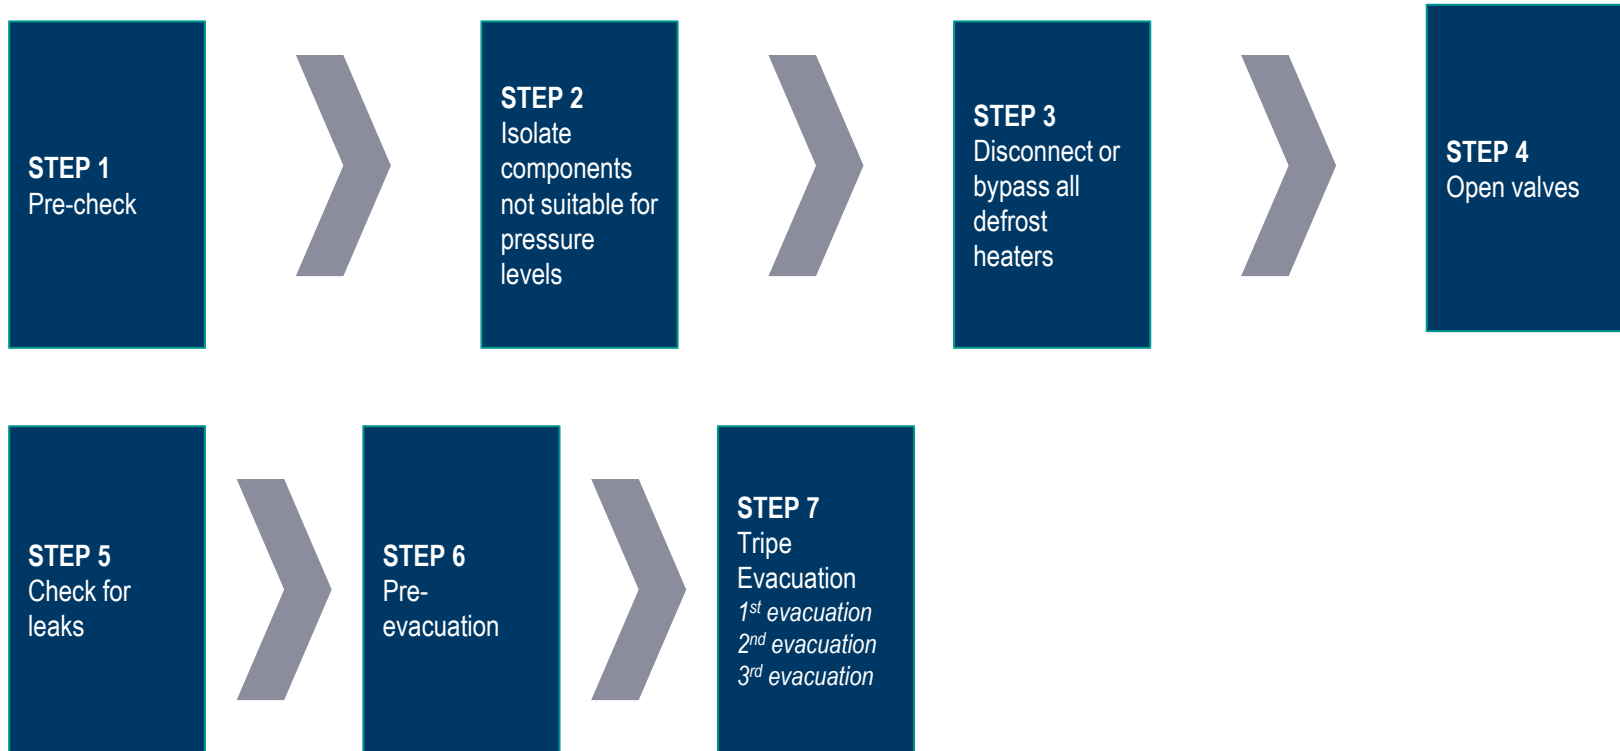 STEP 1
Pre-check
STEP 2
Isolate
components
not suitable for
pressure
levels
STEP 3
Disconnect or
bypass all
defrost
heaters
STEP 4
Open valves
STEP 5
Check for
leaks
STEP 6
Pre-
evacuation
STEP 7
Tripe
Evacuation
1st evacuation
2nd evacuation
3rd evacuation